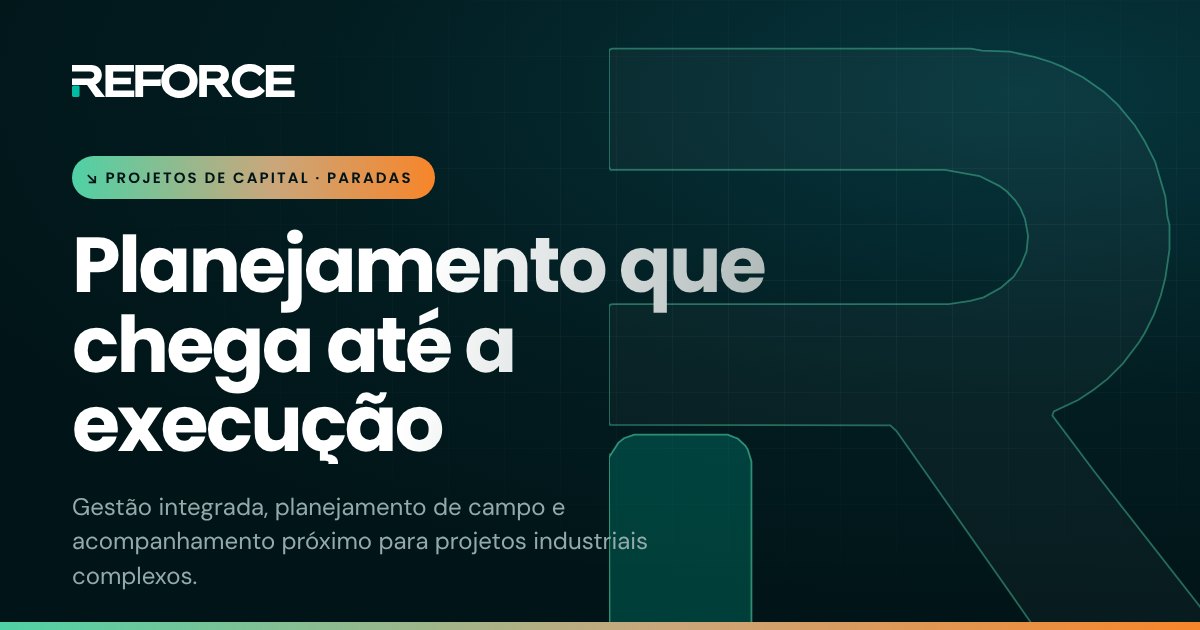 REFORCE
↘ PROJETOS DE CAPITAL · PARADAS
Planejamento que
chega até a
execução
Gestão integrada, planejamento de campo e
acompanhamento próximo para projetos industriais
complexos.